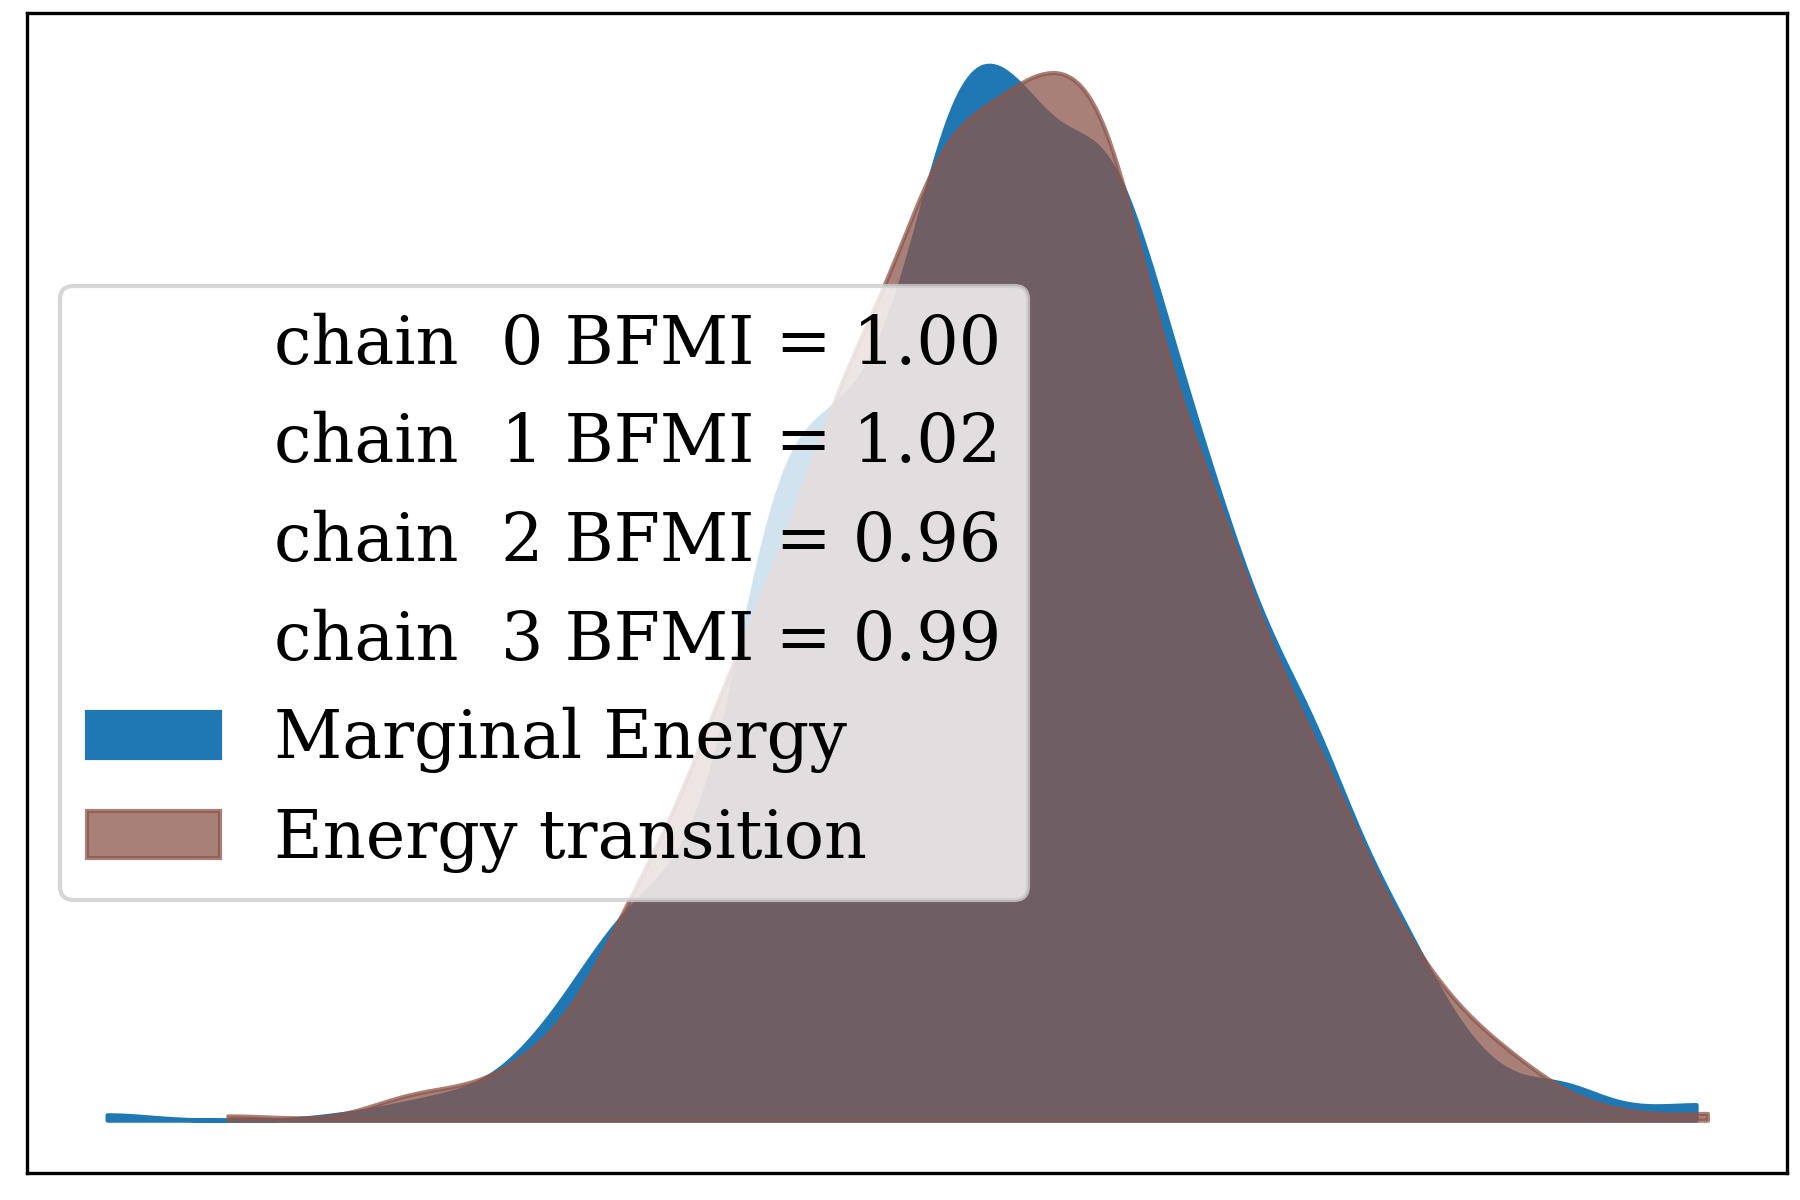 chain  0 BFMI = 1.00
chain  1 BFMI = 1.02
chain  2 BFMI = 0.96
chain  3 BFMI = 0.99
Marginal Energy
Energy transition